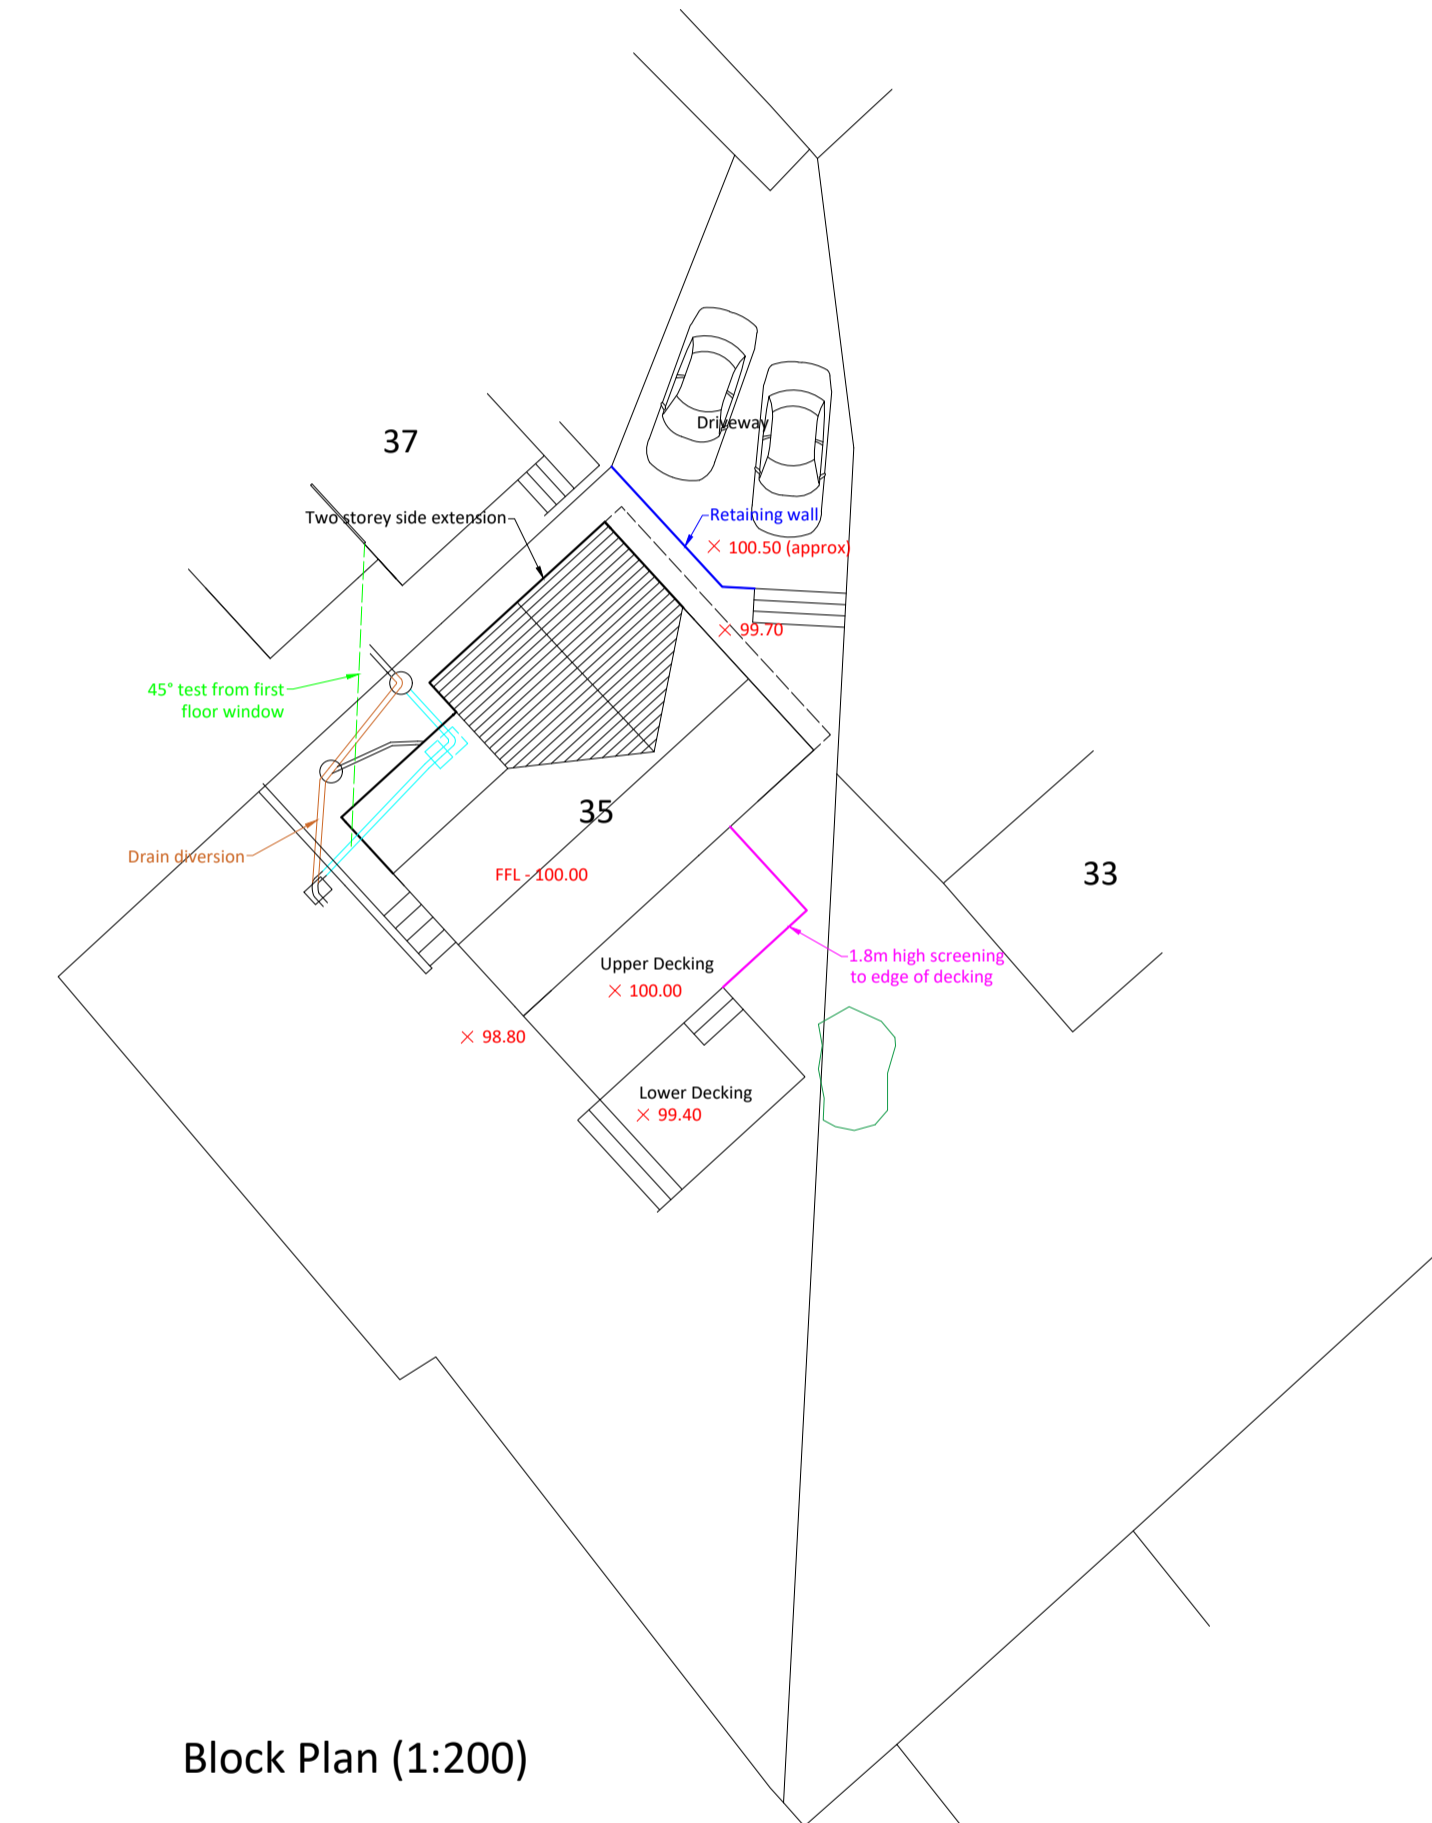 37
Driveway
Two storey side extension
Retaining wall
100.50 (approx)
99.70
45° test from first
floor window
35
Drain diversion
FFL - 100.00
33
Upper Decking
100.00
1.8m high screening
to edge of decking
98.80
Lower Decking
99.40
Block Plan (1:200)